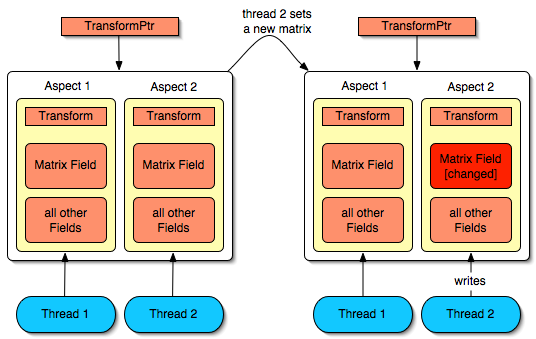 TransformPtr
thread 2 sets
a new matrix
TransformPtr
Aspect 1
Aspect 2
Transform
Transform
Matrix Field
Matrix Field
all other
Fields
all other
Fields
Thread 1
Thread 2
Aspect 1
Aspect 2
Transform
Transform
Matrix Field
Matrix Field
[changed]
all other
Fields
all other
Fields
writes
Thread 1
Thread 2